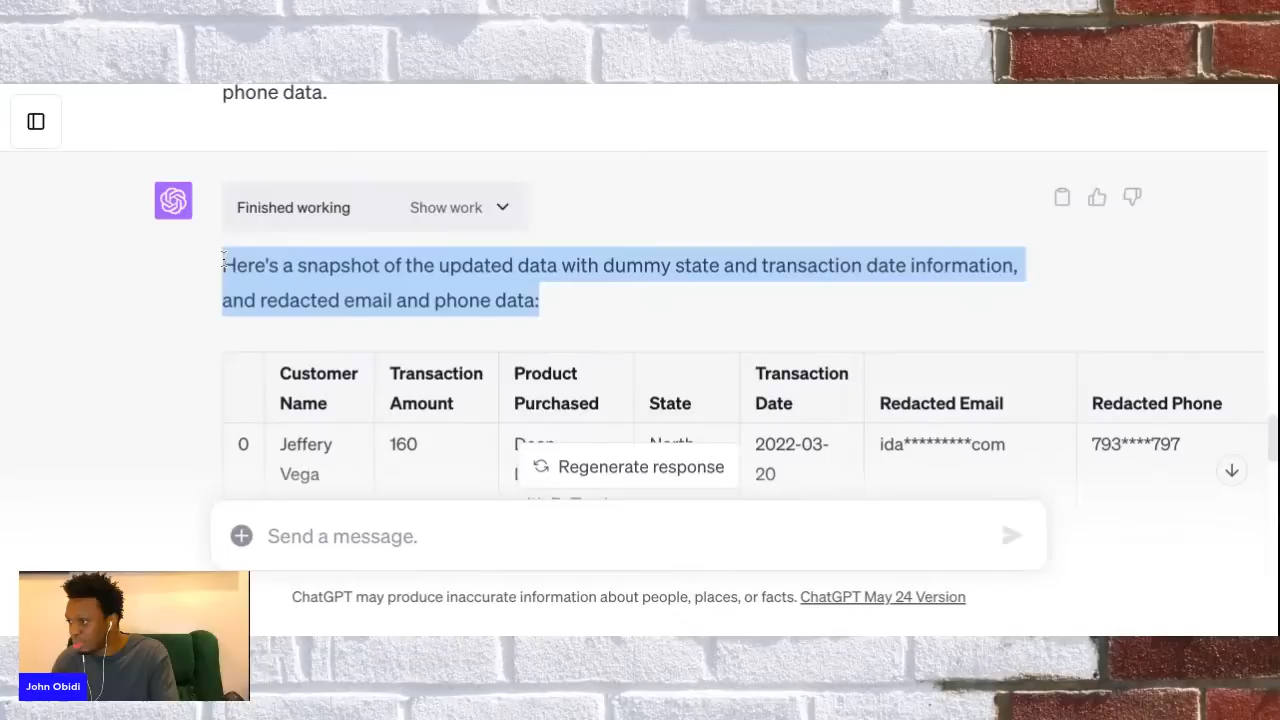 phone data.
Finished working Show work
Here's a snapshot of the updated data with dummy state and transaction date information,
and redacted email and phone data:
Customer Name Transaction Amount Product Purchased State Transaction Date Redacted Email Redacted Phone
0 Jeffery Vega 160 North 2022-03-20 ida*********com 793****797
Regenerate response
Send a message.
ChatGPT may produce inaccurate information about people, places, or facts. ChatGPT May 24 Version
John Obidi